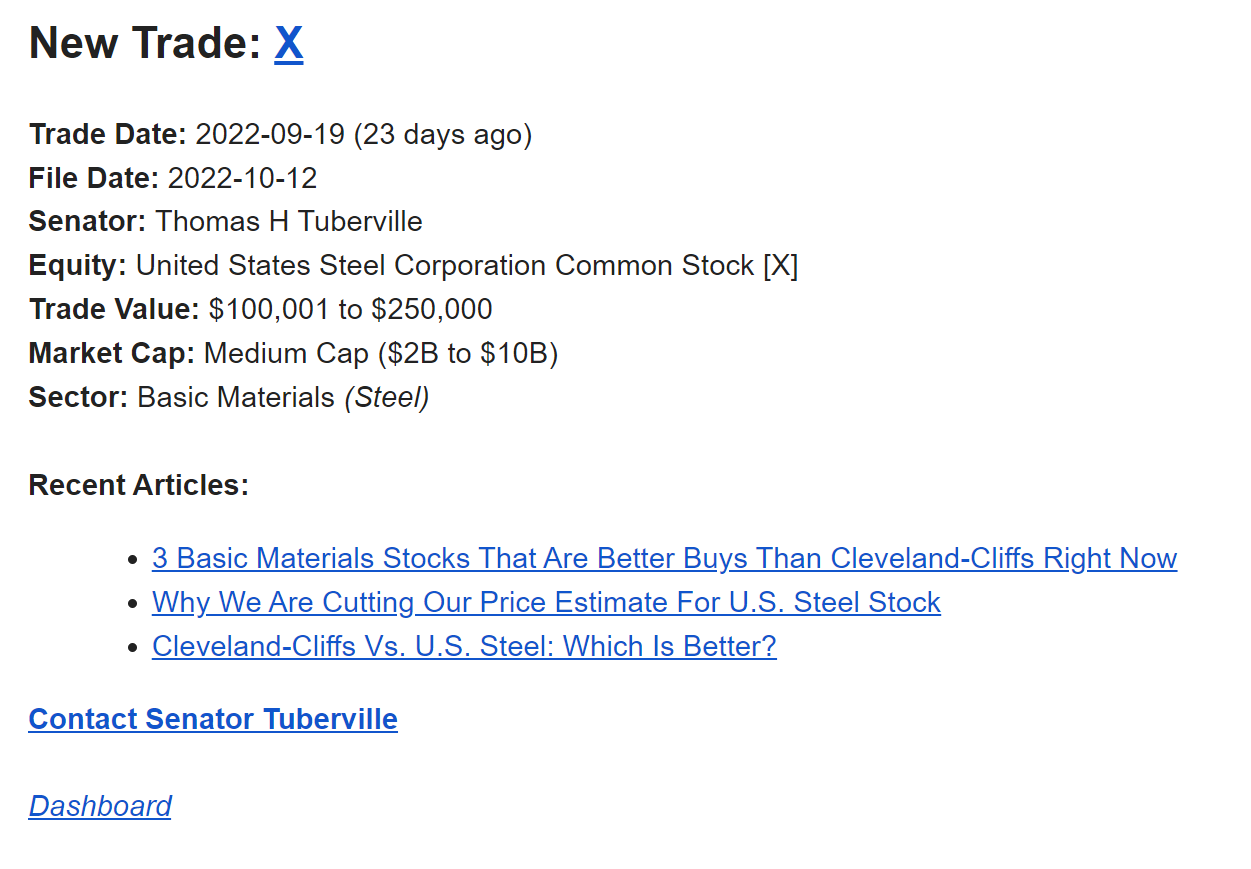 New Trade: X
Trade Date: 2022-09-19 (23 days ago)
File Date: 2022-10-12
Senator: Thomas H Tuberville
Equity: United States Steel Corporation Common Stock [X]
Trade Value: $100,001 to $250,000
Market Cap: Medium Cap ($2B to $10B)
Sector: Basic Materials (Steel)
Recent Articles:
• 3 Basic Materials Stocks That Are Better Buys Than Cleveland-Cliffs Right Now
• Why We Are Cutting Our Price Estimate For U.S. Steel Stock
• Cleveland-Cliffs Vs. U.S. Steel: Which Is Better?
Contact Senator Tuberville
Dashboard